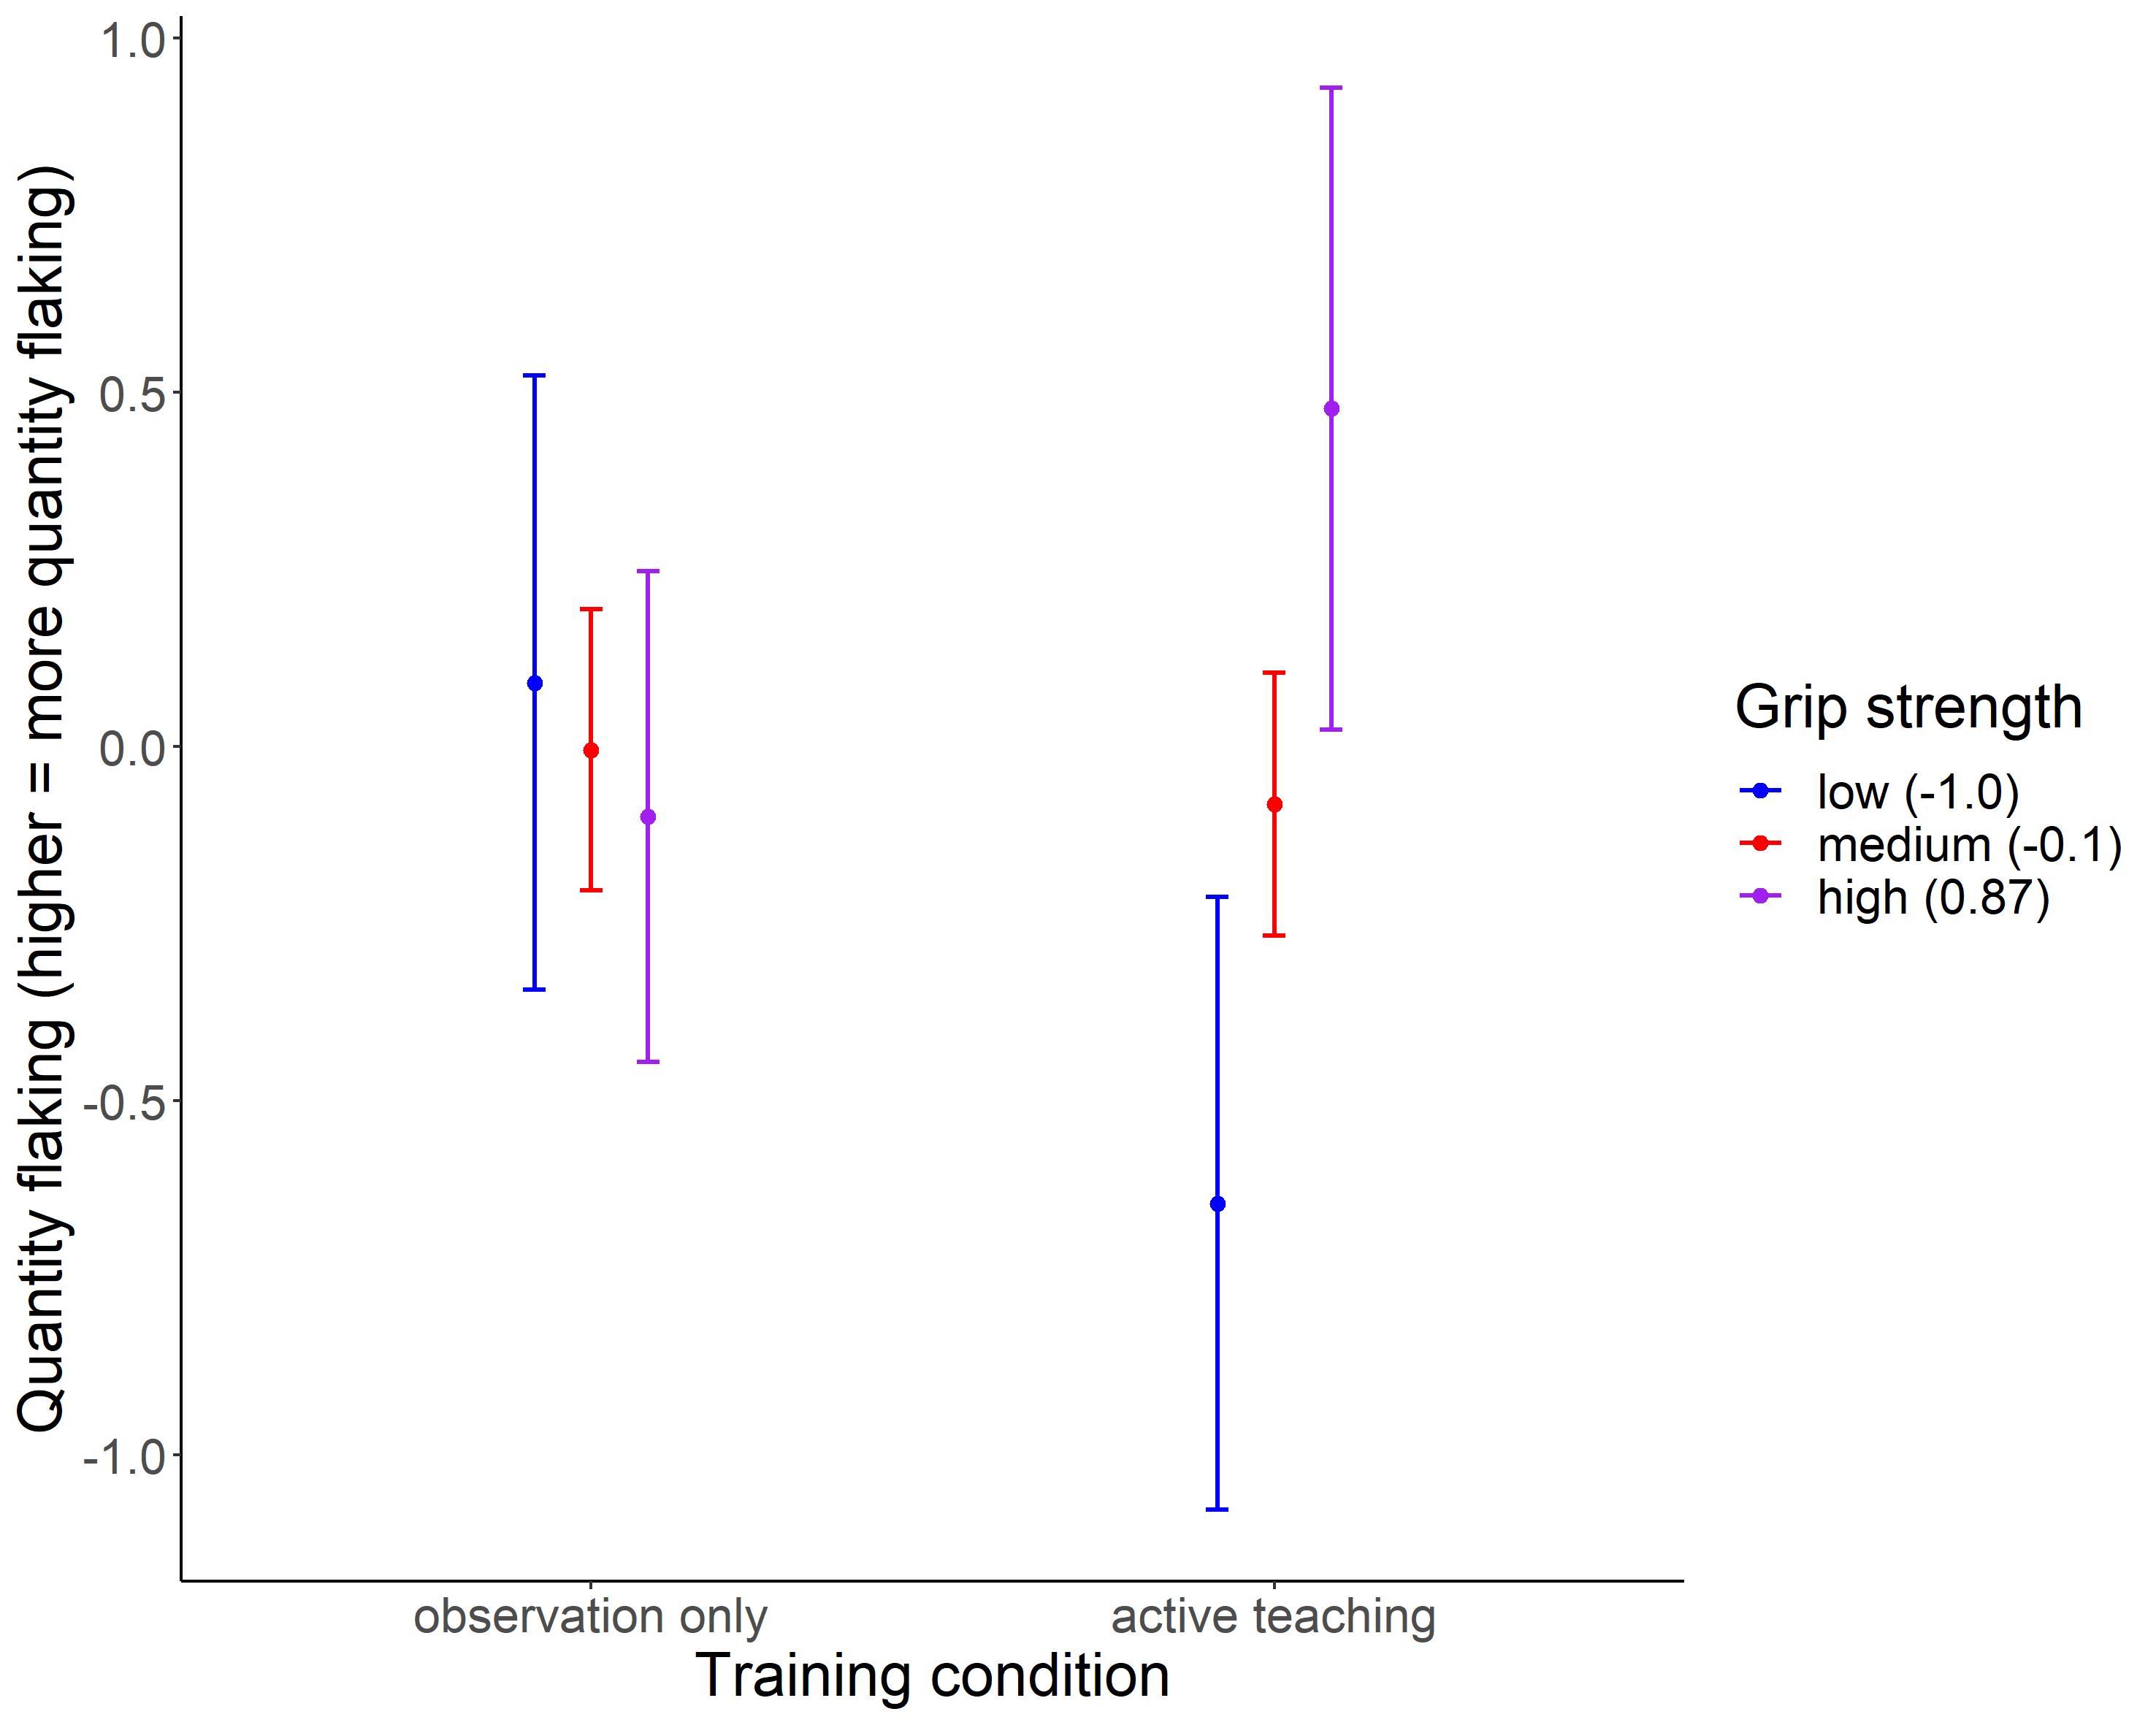 Quantity flaking (higher = more quantity flaking)
1.0
0.5
0.0
-0.5
-1.0
observation only
active teaching
Training condition
Grip strength
low (-1.0)
medium (-0.1)
high (0.87)